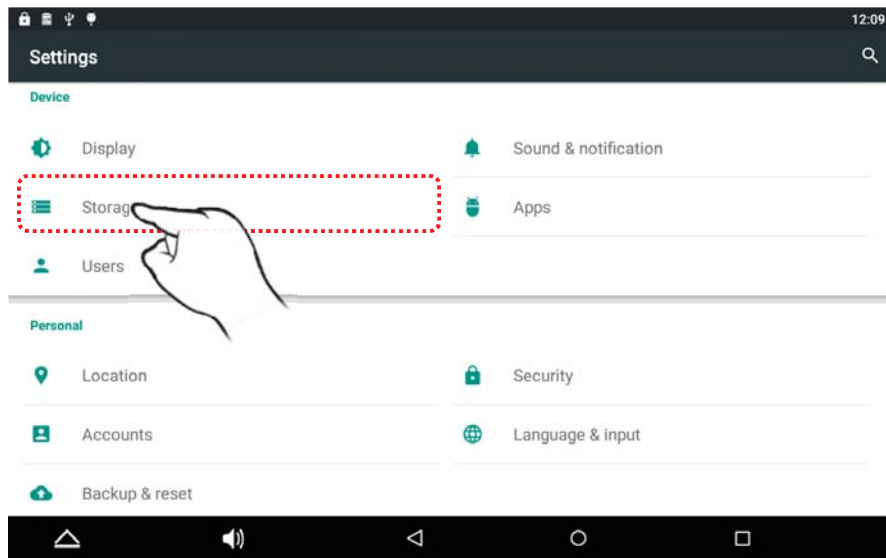 12:09
Settings
Device
Display
Sound & notification
Storag
Apps
Users
Personal
Location
Security
Accounts
Language & input
Backup & reset